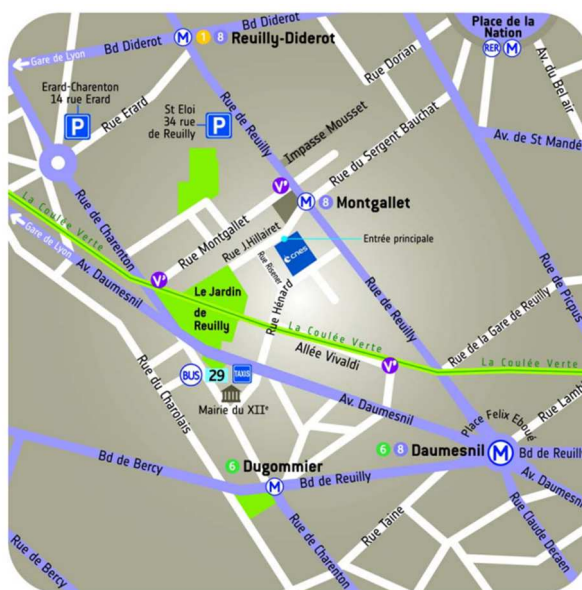 Place de la
Nation
RER M
Bd Diderot
Bd Diderot
M 1 8 Reuilly-Diderot
Gare de Lyon
Rue Dorian
Av. du Bel air
Erard-Charenton
14 rue Erard
P
Rue Erard
St Eloi
34 rue
de Reuilly
P
Rue de Reuilly
Impasse Mousset
Rue du Sergent Bauchat
Av. de St Mandé
V'
M 8 Montgallet
La Coulée Verte
Gare de Lyon
Rue de Charenton
Rue Montgallet
Rue J.Hillairet
Entrée principale
cnes
Rue Risener
Av. Daumesnil
V'
Le Jardin
de
Reuilly
Rue Hénard
Rue de Reuilly
Rue de Picpus
La Coulée Verte
Allée Vivaldi
Rue de la Gare de Reuilly
V'
La Coulée Verte
BUS 29 TAXIS
Mairie du XIIe
Rue du Charolais
Av. Daumesnil
Place Felix Eboué
Rue Lamb
6 8 Daumesnil M
Bd de Reuilly
Bd de Bercy
6 Dugommier
M
Bd de Reuilly
Av. Daumesnil
Rue Taine
Rue Claude Decaen
Rue de Charenton
Rue de Bercy